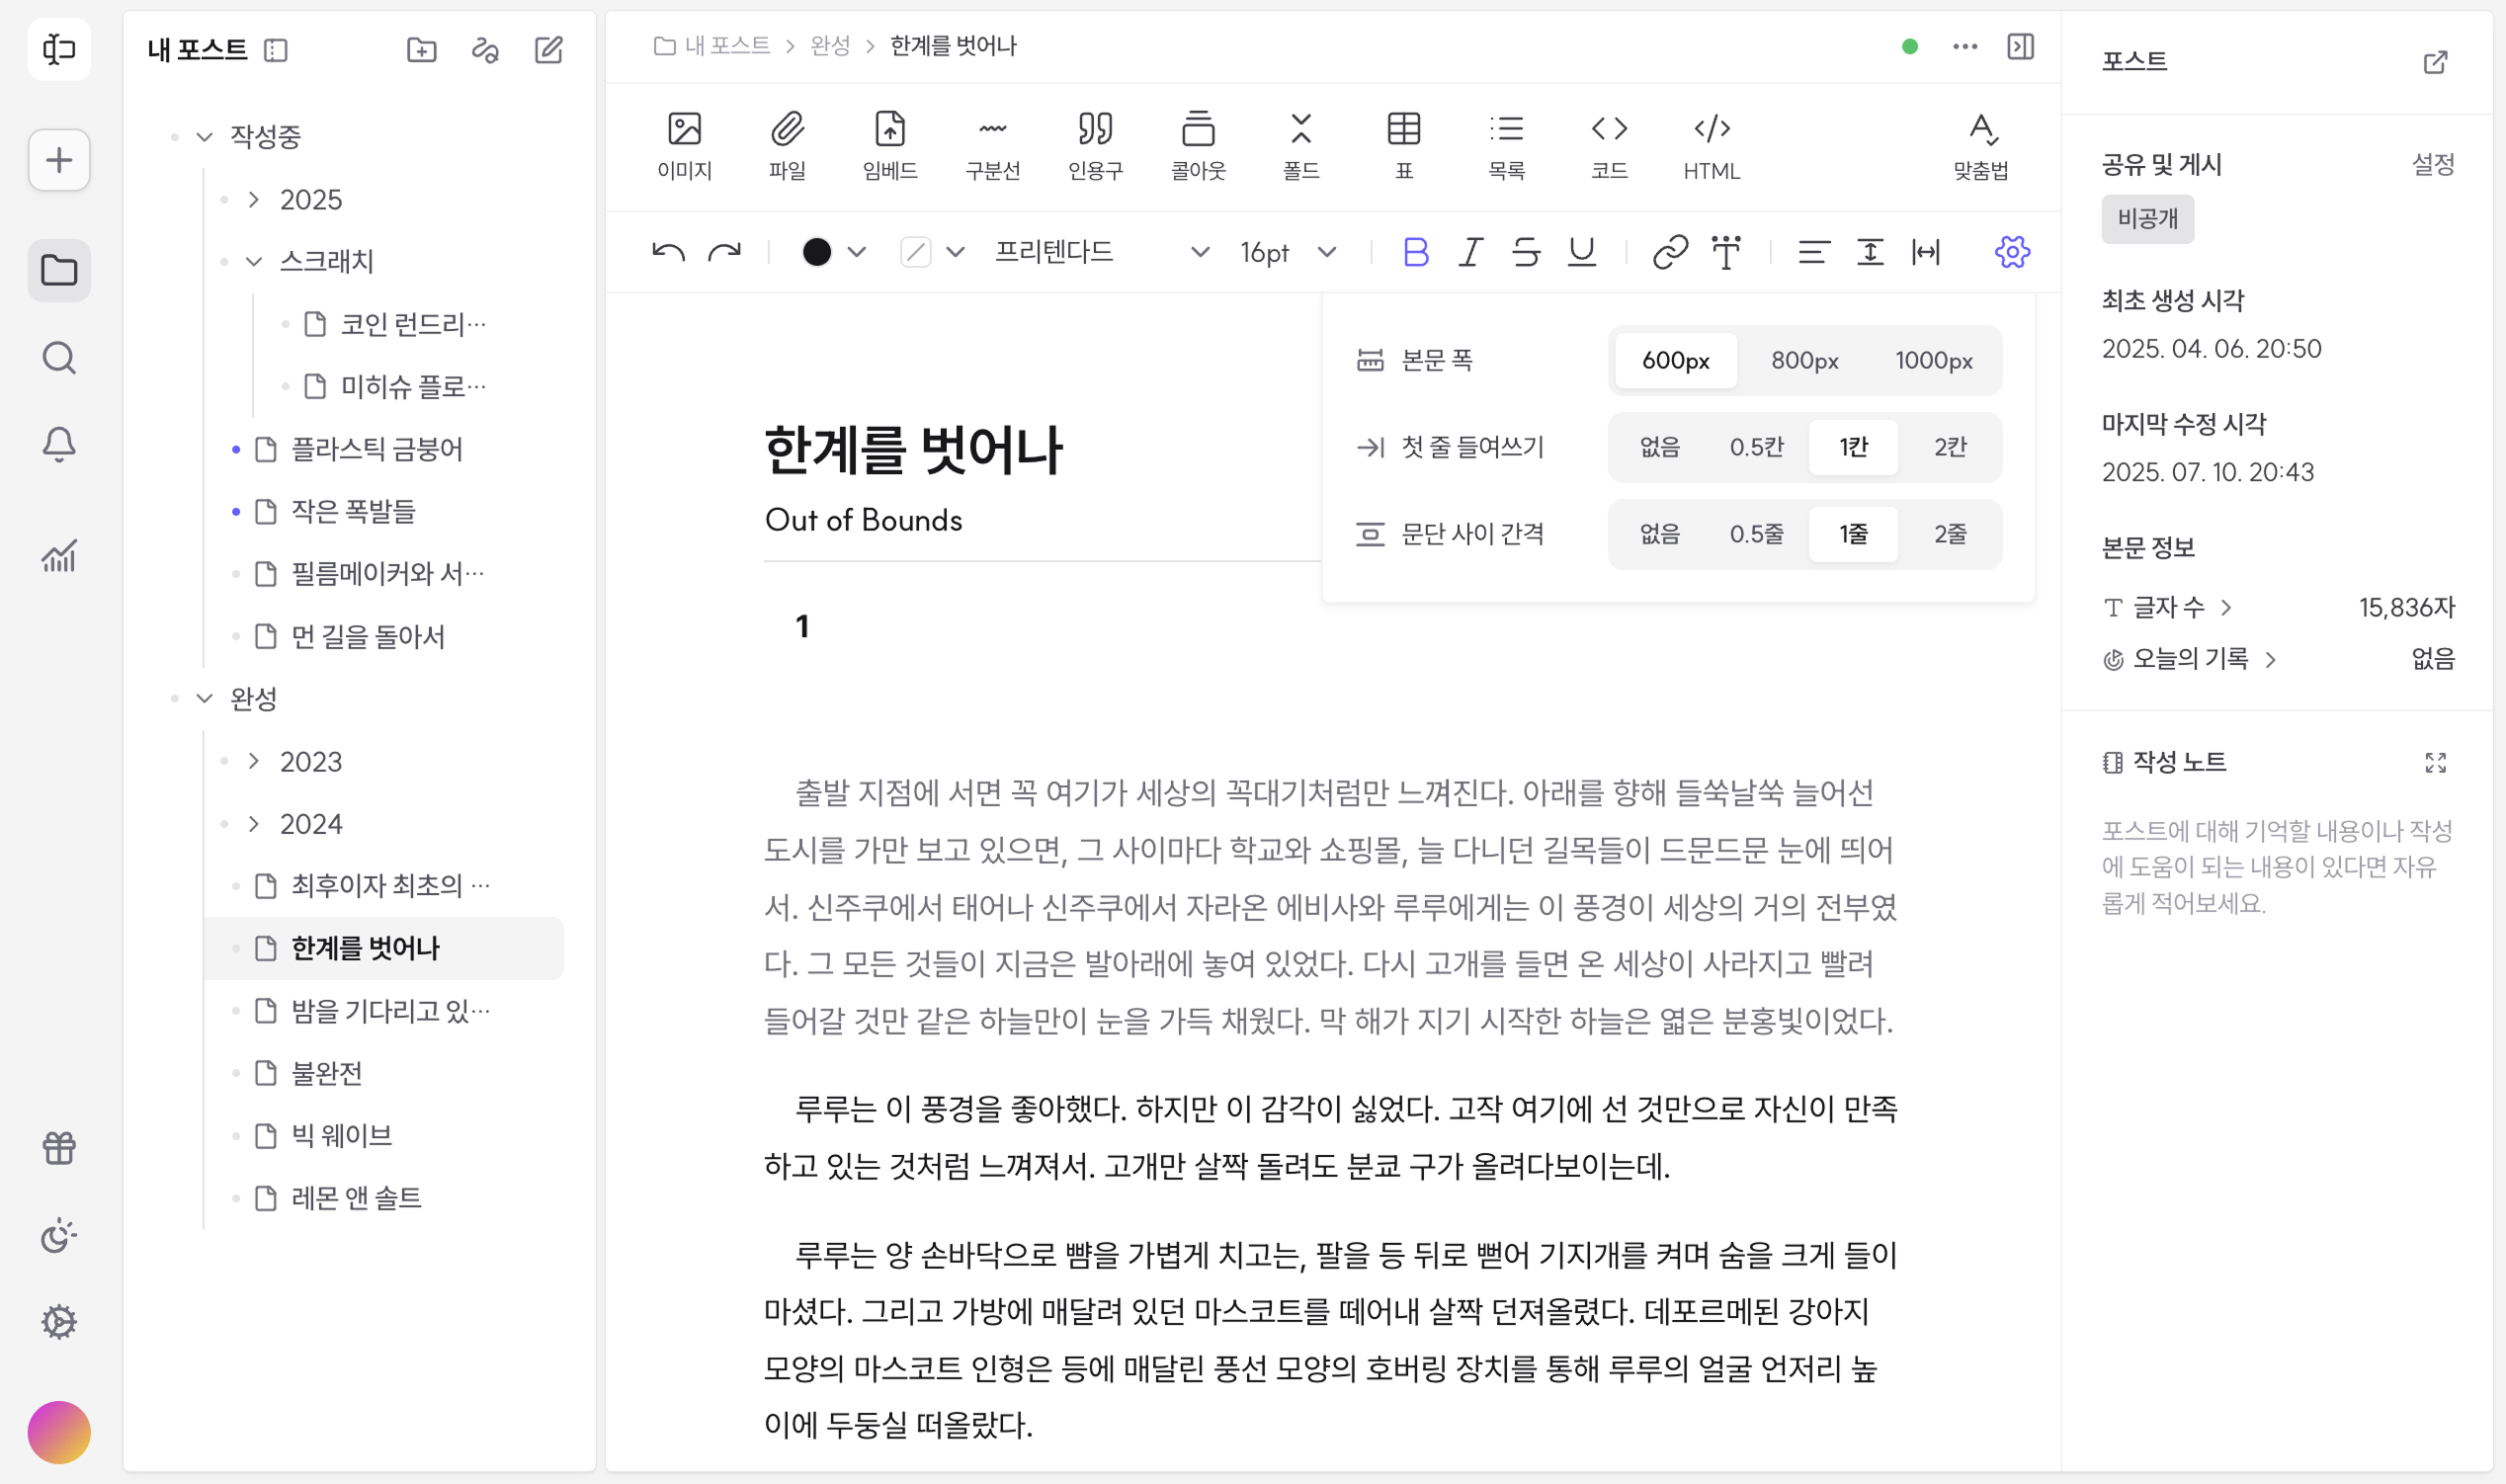 내 포스트
작성중
2025
스크래치
코인 런드리…
미히슈 플로…
플라스틱 금붕어
작은 폭발들
필름메이커와 서…
먼 길을 돌아서
완성
2023
2024
최후이자 최초의 …
한계를 벗어나
밤을 기다리고 있…
불완전
빅 웨이브
레몬 앤 솔트
내 포스트 > 완성 > 한계를 벗어나
이미지 파일 임베드 구분선 인용구 콜아웃 폴드 표 목록 코드 HTML 맞춤법
프리텐다드 16pt
본문 폭 600px 800px 1000px
첫 줄 들여쓰기 없음 0.5칸 1칸 2칸
문단 사이 간격 없음 0.5줄 1줄 2줄
한계를 벗어나
Out of Bounds
1
출발 지점에 서면 꼭 여기가 세상의 꼭대기처럼만 느껴진다. 아래를 향해 들쑥날쑥 늘어선
도시를 가만 보고 있으면, 그 사이마다 학교와 쇼핑몰, 늘 다니던 길목들이 드문드문 눈에 띄어
서. 신주쿠에서 태어나 신주쿠에서 자라온 에비사와 루루에게는 이 풍경이 세상의 거의 전부였
다. 그 모든 것들이 지금은 발아래에 놓여 있었다. 다시 고개를 들면 온 세상이 사라지고 빨려
들어갈 것만 같은 하늘만이 눈을 가득 채웠다. 막 해가 지기 시작한 하늘은 엷은 분홍빛이었다.
루루는 이 풍경을 좋아했다. 하지만 이 감각이 싫었다. 고작 여기에 선 것만으로 자신이 만족
하고 있는 것처럼 느껴져서. 고개만 살짝 돌려도 분쿄 구가 올려다보이는데.
루루는 양 손바닥으로 뺨을 가볍게 치고는, 팔을 등 뒤로 뻗어 기지개를 켜며 숨을 크게 들이
마셨다. 그리고 가방에 매달려 있던 마스코트를 떼어내 살짝 던져올렸다. 데포르메된 강아지
모양의 마스코트 인형은 등에 매달린 풍선 모양의 호버링 장치를 통해 루루의 얼굴 언저리 높
이에 두둥실 떠올랐다.
포스트
공유 및 게시 설정
비공개
최초 생성 시각
2025. 04. 06. 20:50
마지막 수정 시각
2025. 07. 10. 20:43
본문 정보
글자 수 > 15,836자
오늘의 기록 > 없음
작성 노트
포스트에 대해 기억할 내용이나 작성
에 도움이 되는 내용이 있다면 자유
롭게 적어보세요.